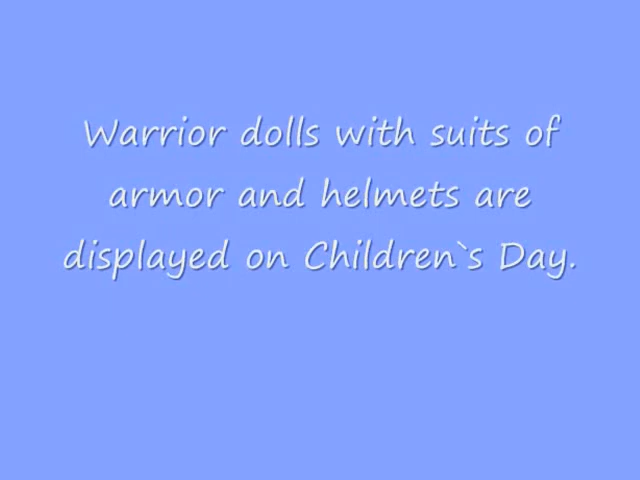 Warrior dolls with suits of
armor and helmets are
displayed on Children`s Day.